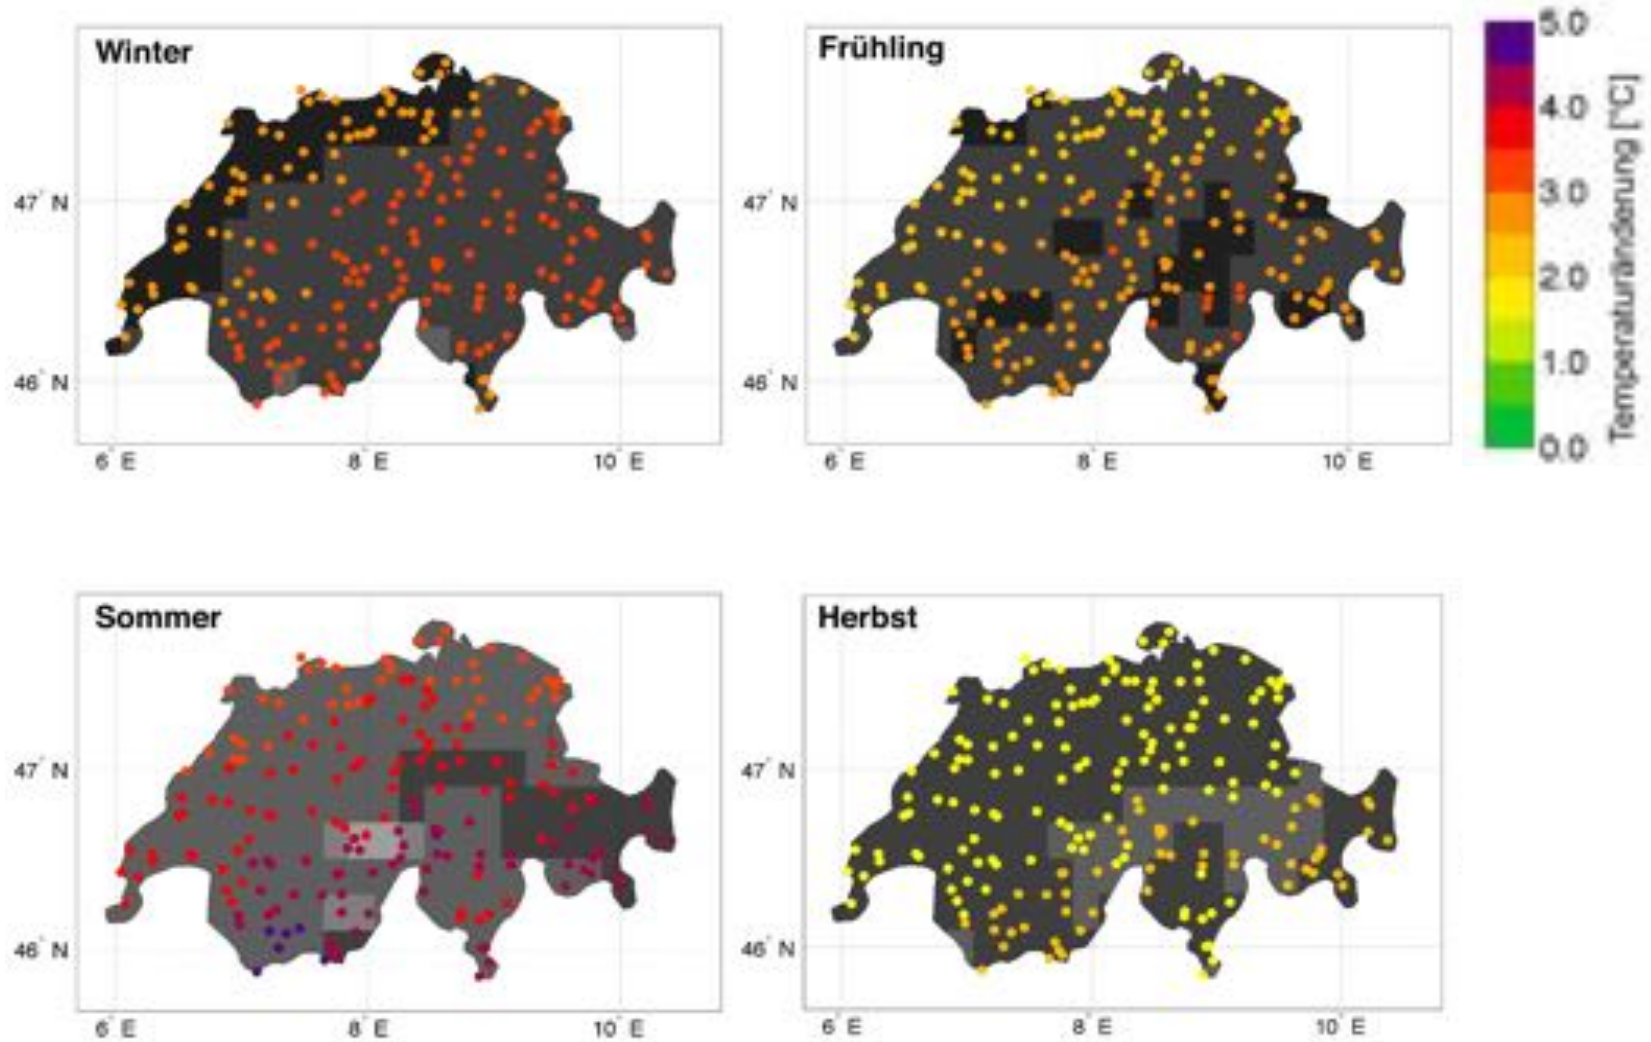 Winter
47° N
46° N
6° E 8° E 10° E
Frühling
47° N
46° N
6° E 8° E 10° E
5.0
4.0
3.0
2.0
1.0
0.0
Temperaturänderung [°C]
Sommer
47° N
46° N
6° E 8° E 10° E
Herbst
47° N
46° N
6° E 8° E 10° E